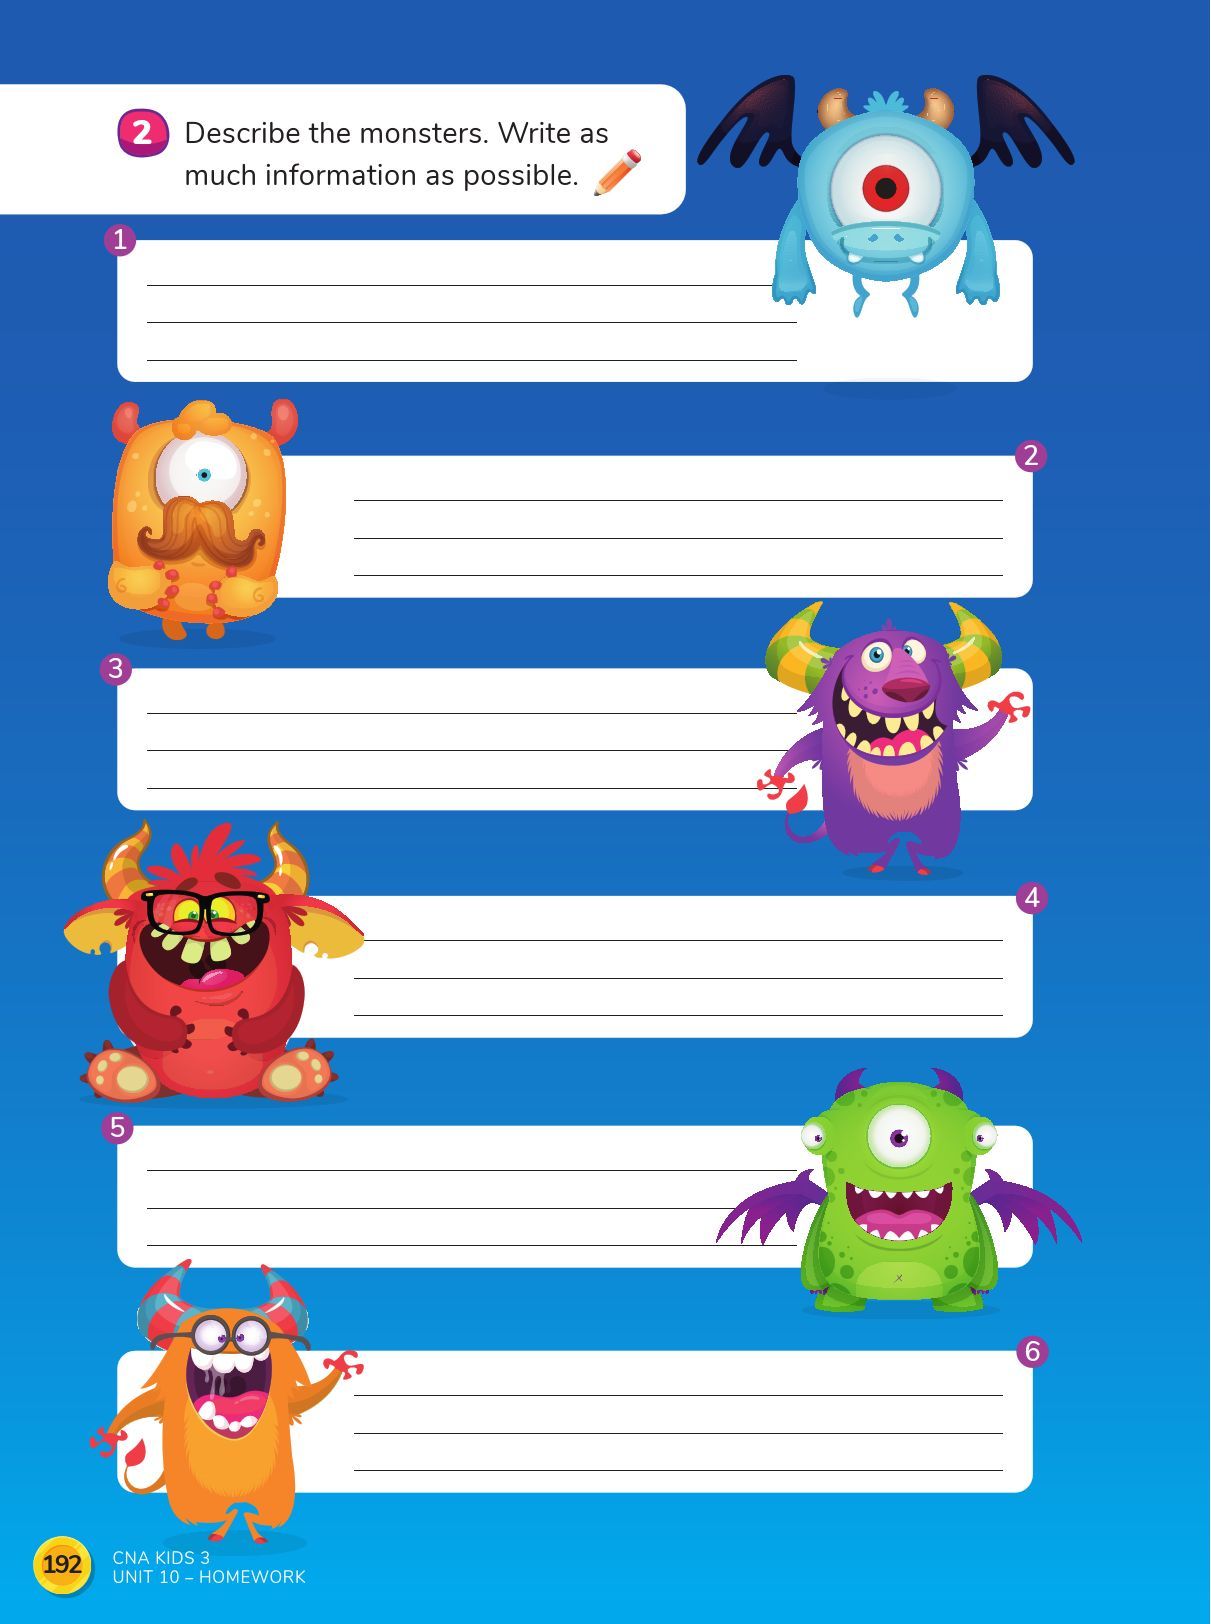 2 Describe the monsters. Write as
much information as possible.
1
2
3
4
5
6
192
CNA KIDS 3
UNIT 10 – HOMEWORK